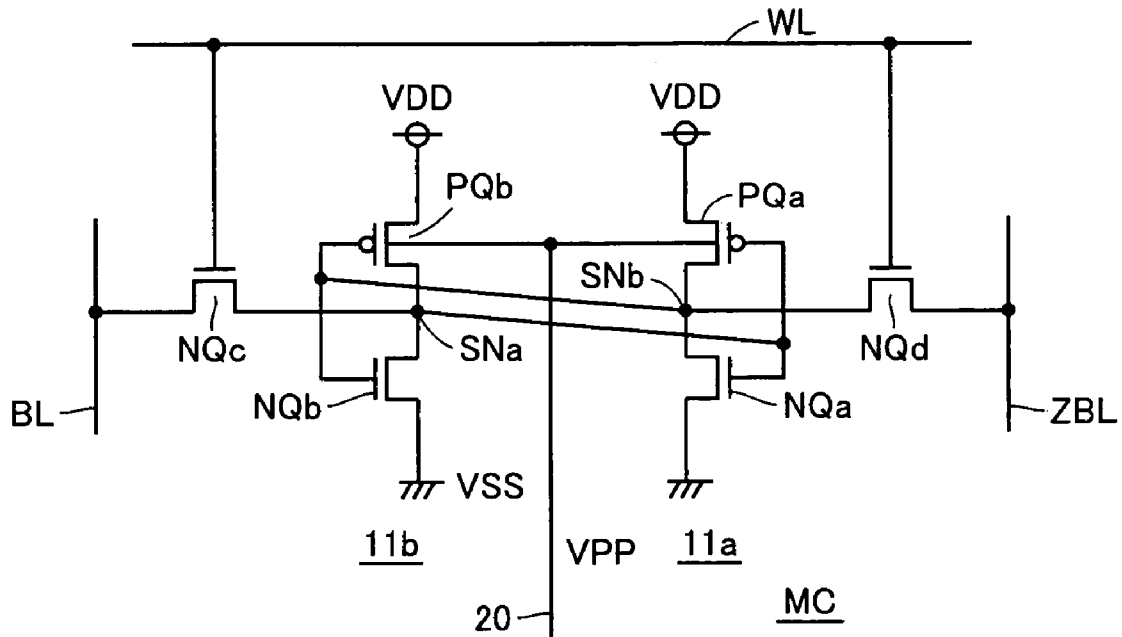 WL
VDD
VDD
PQb
PQa
SNb
NQc
SNa
NQd
BL
NQb
NQa
ZBL
VSS
11b
VPP
11a
20
MC